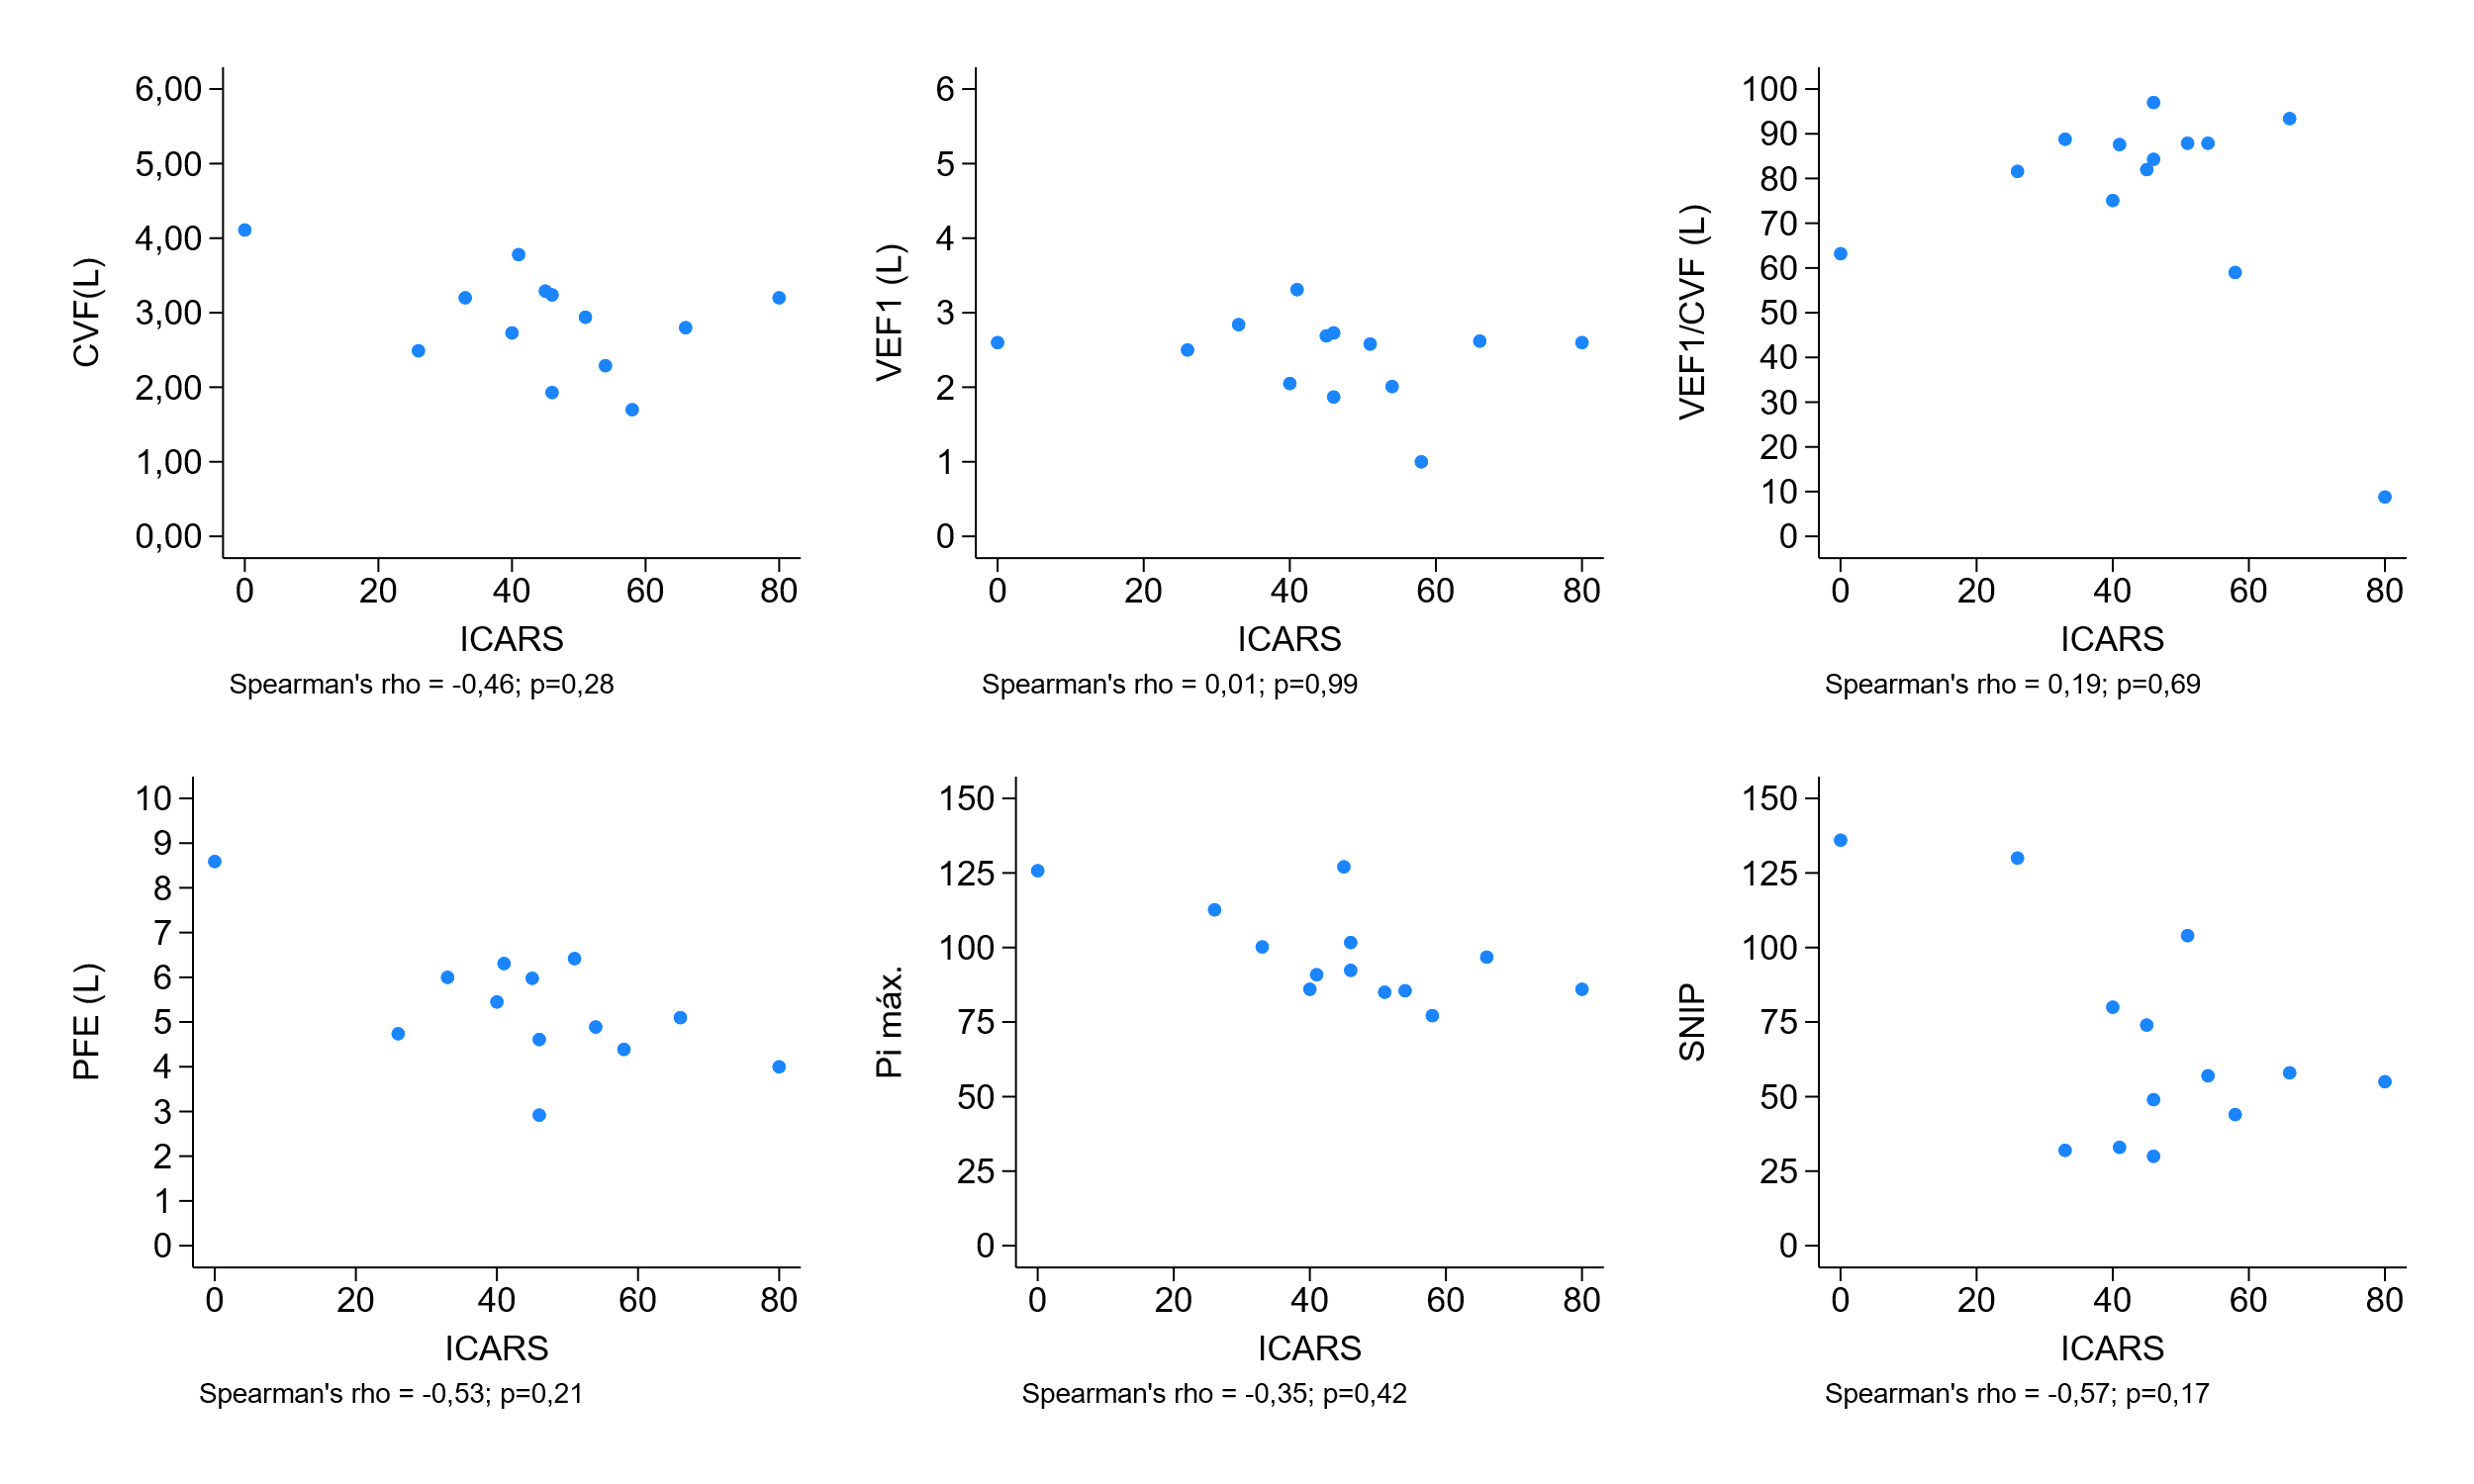 6,00
5,00
4,00
3,00
2,00
1,00
0,00
CVF(L)
0 20 40 60 80
ICARS
Spearman's rho = -0,46; p=0,28
6
5
4
3
2
1
0
VEF1 (L)
0 20 40 60 80
ICARS
Spearman's rho = 0,01; p=0,99
100
90
80
70
60
50
40
30
20
10
0
VEF1/CVF (L)
0 20 40 60 80
ICARS
Spearman's rho = 0,19; p=0,69
10
9
8
7
6
5
4
3
2
1
0
PFE (L)
0 20 40 60 80
ICARS
Spearman's rho = -0,53; p=0,21
150
125
100
75
50
25
0
Pi máx.
0 20 40 60 80
ICARS
Spearman's rho = -0,35; p=0,42
150
125
100
75
50
25
0
SNIP
0 20 40 60 80
ICARS
Spearman's rho = -0,57; p=0,17